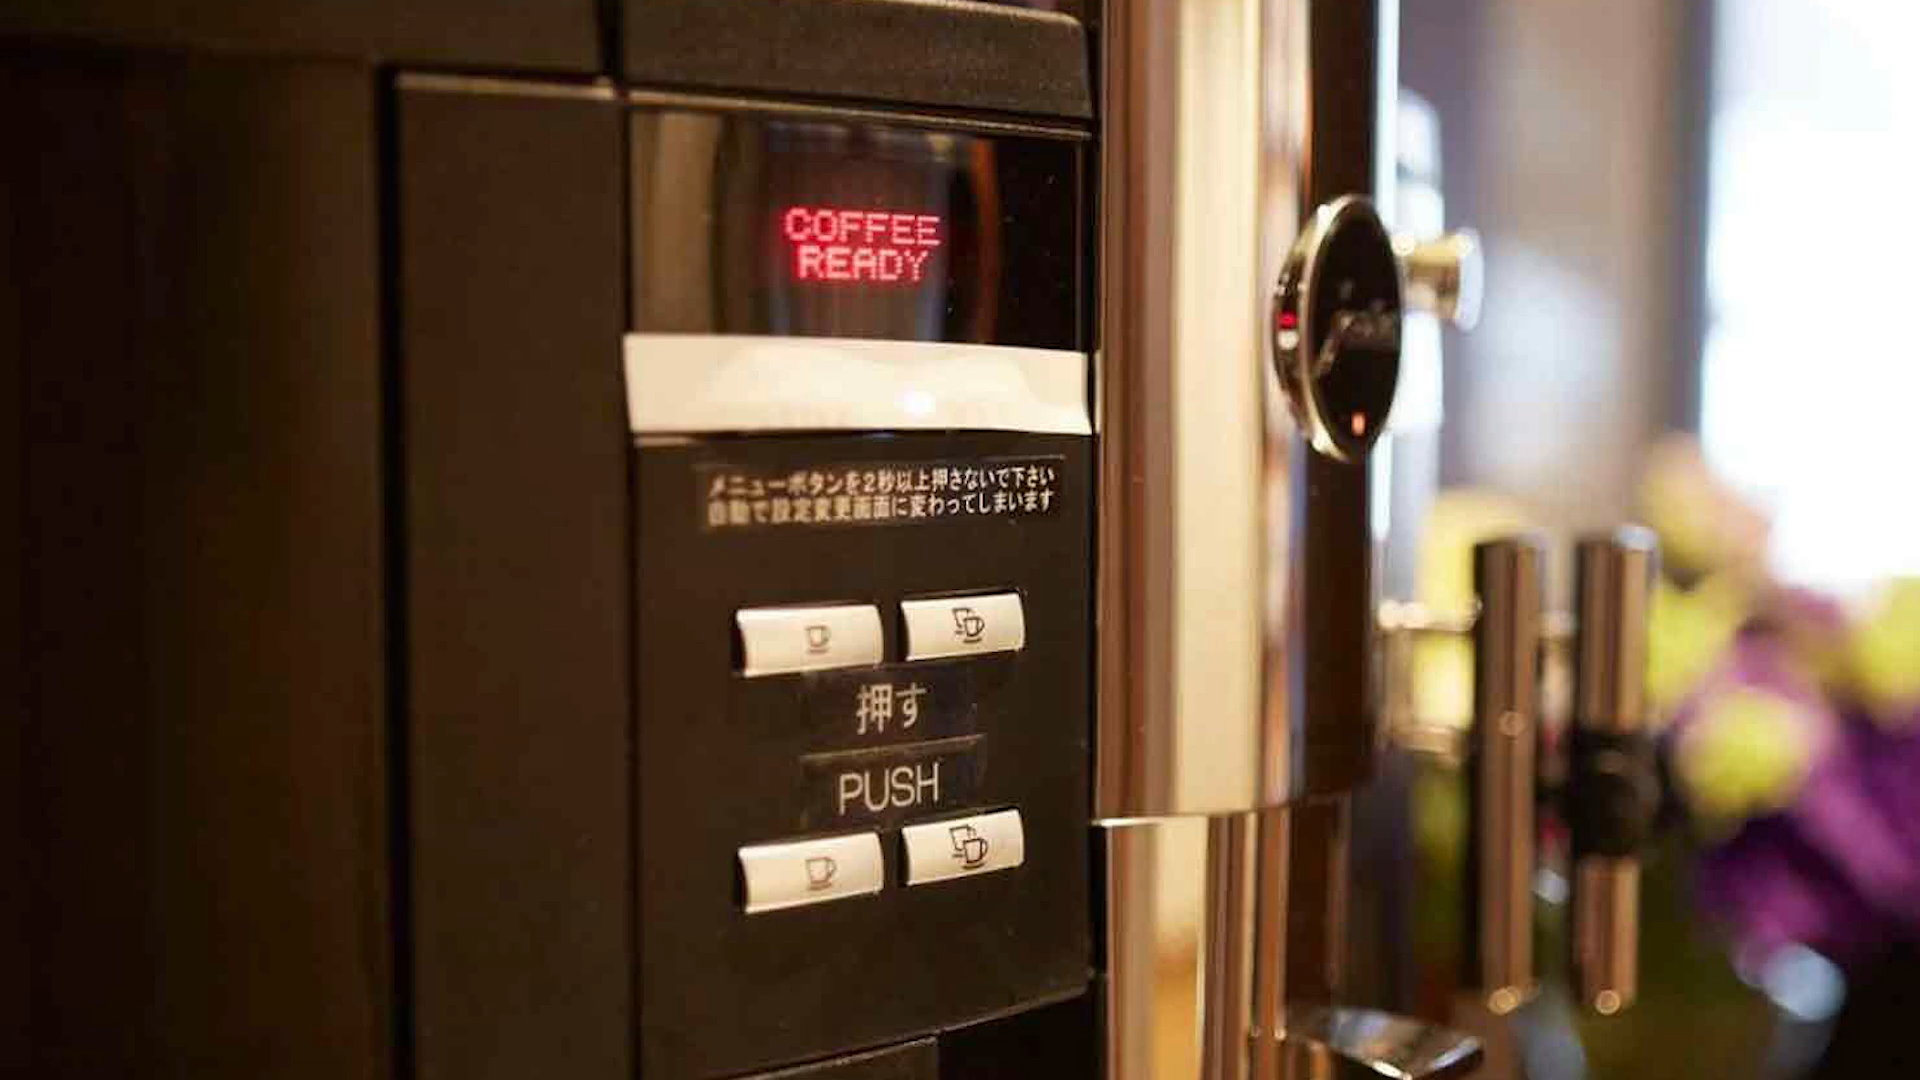 COFFEE
READY
メニューボタンを2秒以上押さないで下さい
自動で設定変更画面に変わってしまいます
押す
PUSH